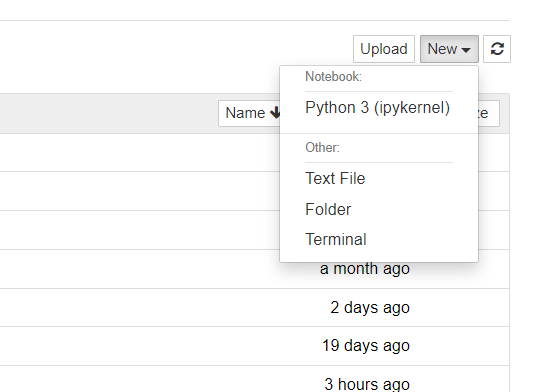 Upload New
Notebook:
Name
Python 3 (ipykernel)
ze
Other:
Text File
Folder
Terminal
a month ago
2 days ago
19 days ago
3 hours ago